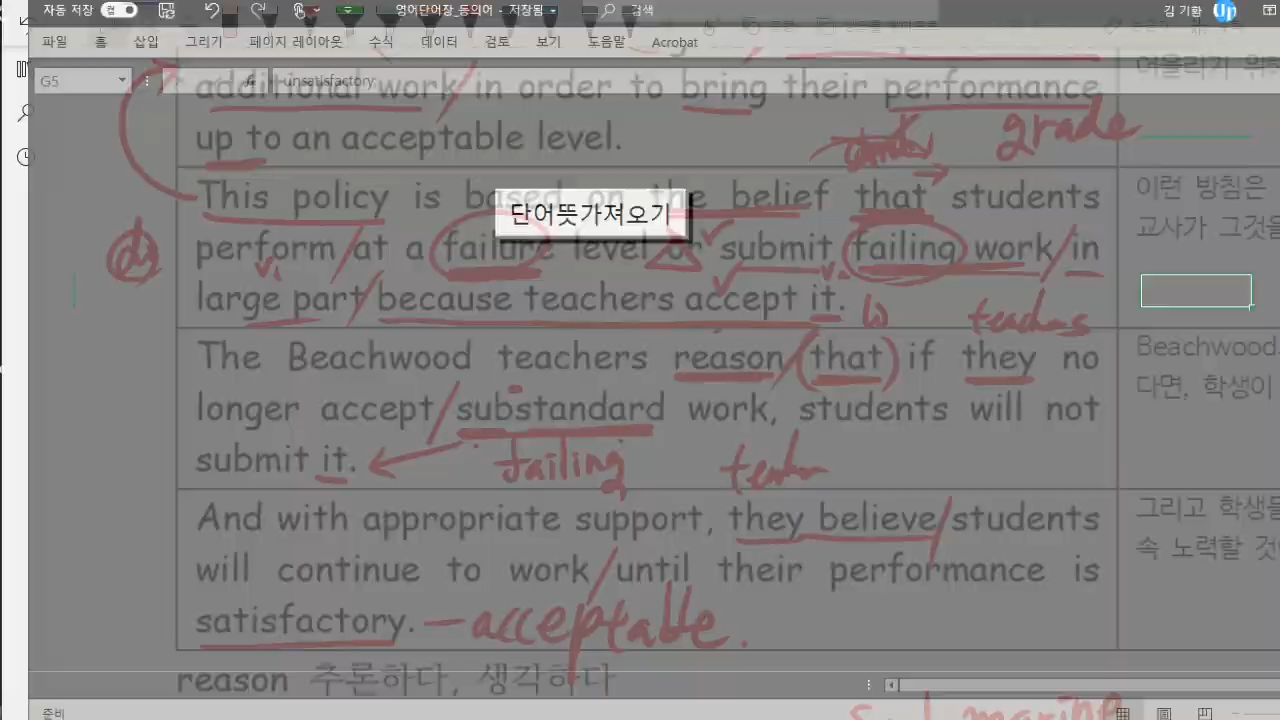 자동 저장 켬 영어단어장_동의어 - 저장됨 검색 김 기환 Up
파일 홈 삽입 그리기 페이지 레이아웃 수식 데이터 검토 보기 도움말 Acrobat
G5 unsatisfactory
additional work in order to bring their performance
up to an acceptable level.
grade
This policy is based on the belief that students
이런 방침은
단어뜻가져오기
perform at a failure level or submit failing work in
고사가 그것을
large part because teachers accept it.
The Beachwood teachers reason that if they no
Beachwood
longer accept substandard work, students will not
다면, 학생이
submit it.
failing
And with appropriate support, they believe students
그리고 학생들
will continue to work until their performance is
속 노력할 것
satisfactory. - acceptable.
reason 추론하다, 생각하다
준비